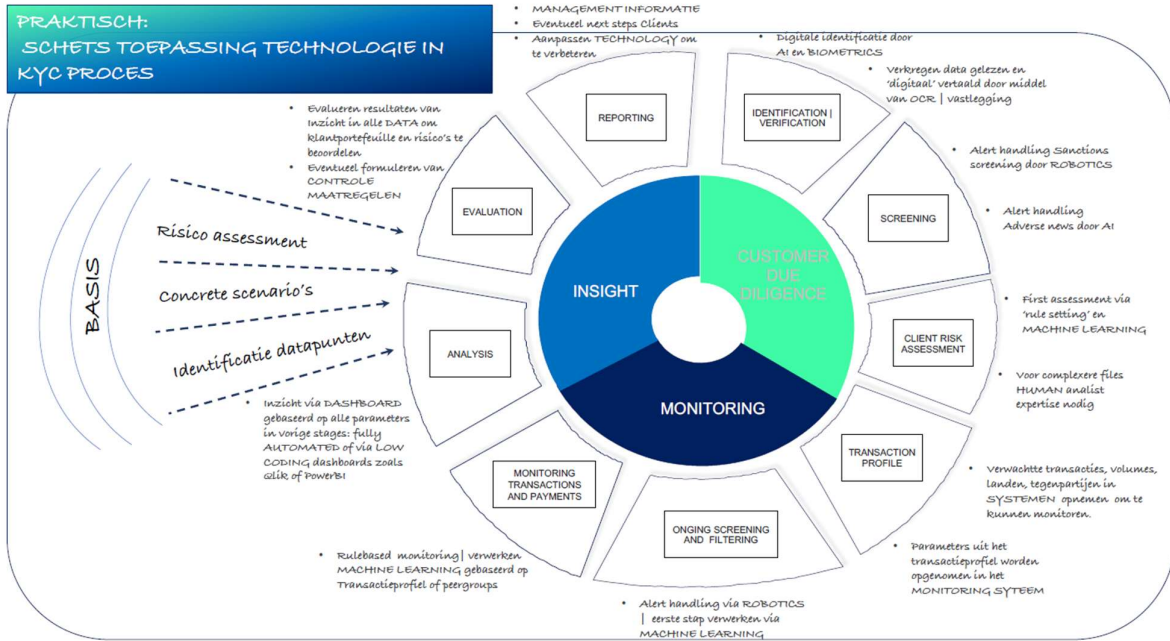 PRAKTISCH:
SCHETS TOEPASSING TECHNOLOGIE IN
KYC PROCES
• MANAGEMENT INFORMATIE
• Eventueel next steps Clients
• Aanpassen TECHNOLOGY om
te verbeteren
• Digitale identificatie door
AI en BIOMETRICS
• Verkregen data gelezen en
'digitaal' vertaald door middel
van OCR | vastlegging
• Evalueren resultaten van
Inzicht in alle DATA om
klantportefeuille en risico's te
beoordelen
• Eventueel formuleren van
CONTROLE
MAATREGELEN
REPORTING
IDENTIFICATION |
VERIFICATION
• Alert handling Sanctions
screening door ROBOTICS
EVALUATION
SCREENING
• Alert handling
Adverse news door AI
BASIS
Risico assessment
Concrete scenario's
Identificatie datapunten
INSIGHT
CUSTOMER
DUE
DILIGENCE
MONITORING
• First assessment via
'rule setting' en
MACHINE LEARNING
CLIENT RISK
ASSESSMENT
ANALYSIS
• Voor complexere files
HUMAN analist
expertise nodig
• Inzicht via DASHBOARD
gebaseerd op alle parameters
in vorige stages: fully
AUTOMATED of via LOW
CODING dashboards zoals
Qlik of PowerBI
TRANSACTION
PROFILE
MONITORING
TRANSACTIONS
AND PAYMENTS
• Verwachtte transacties, volumes,
landen, tegenpartijen in
SYSTEMEN opnemen om te
kunnen monitoren.
ONGING SCREENING
AND FILTERING
• Parameters uit het
transactieprofiel worden
opgenomen in het
MONITORING SYTEEM
• Rulebased monitoring | verwerken
MACHINE LEARNING gebaseerd op
Transactieprofiel of peergroups
• Alert handling via ROBOTICS
| eerste stap verwerken via
MACHINE LEARNING